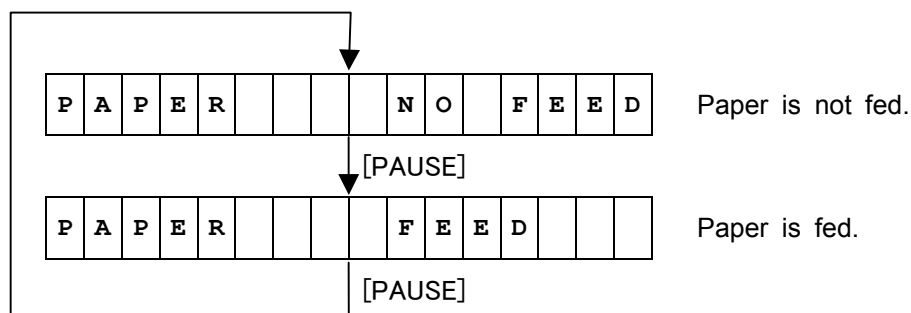 PAPER NO FEED Paper is not fed.
[PAUSE]
PAPER FEED Paper is fed.
[PAUSE]